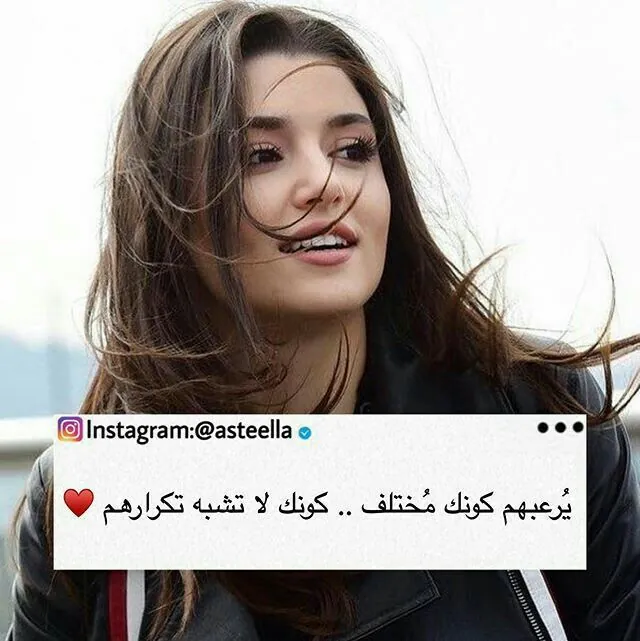 Instagram:@asteella
يُرعبهم كونك مُختلف .. كونك لا تشبه تكرارهم ♥️